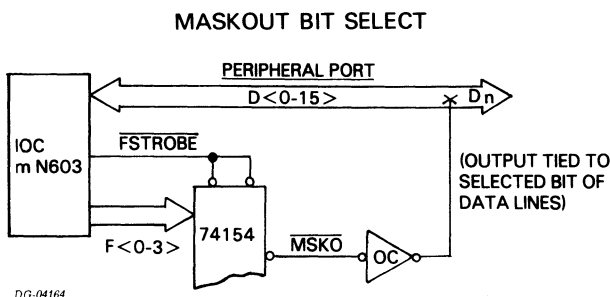 MASKOUT BIT SELECT
PERIPHERAL PORT
D<0-15>
Dn
IOC
m N603
FSTROBE
(OUTPUT TIED TO
SELECTED BIT OF
DATA LINES)
F<0-3>
74154
MSKO
OC
DG-04164